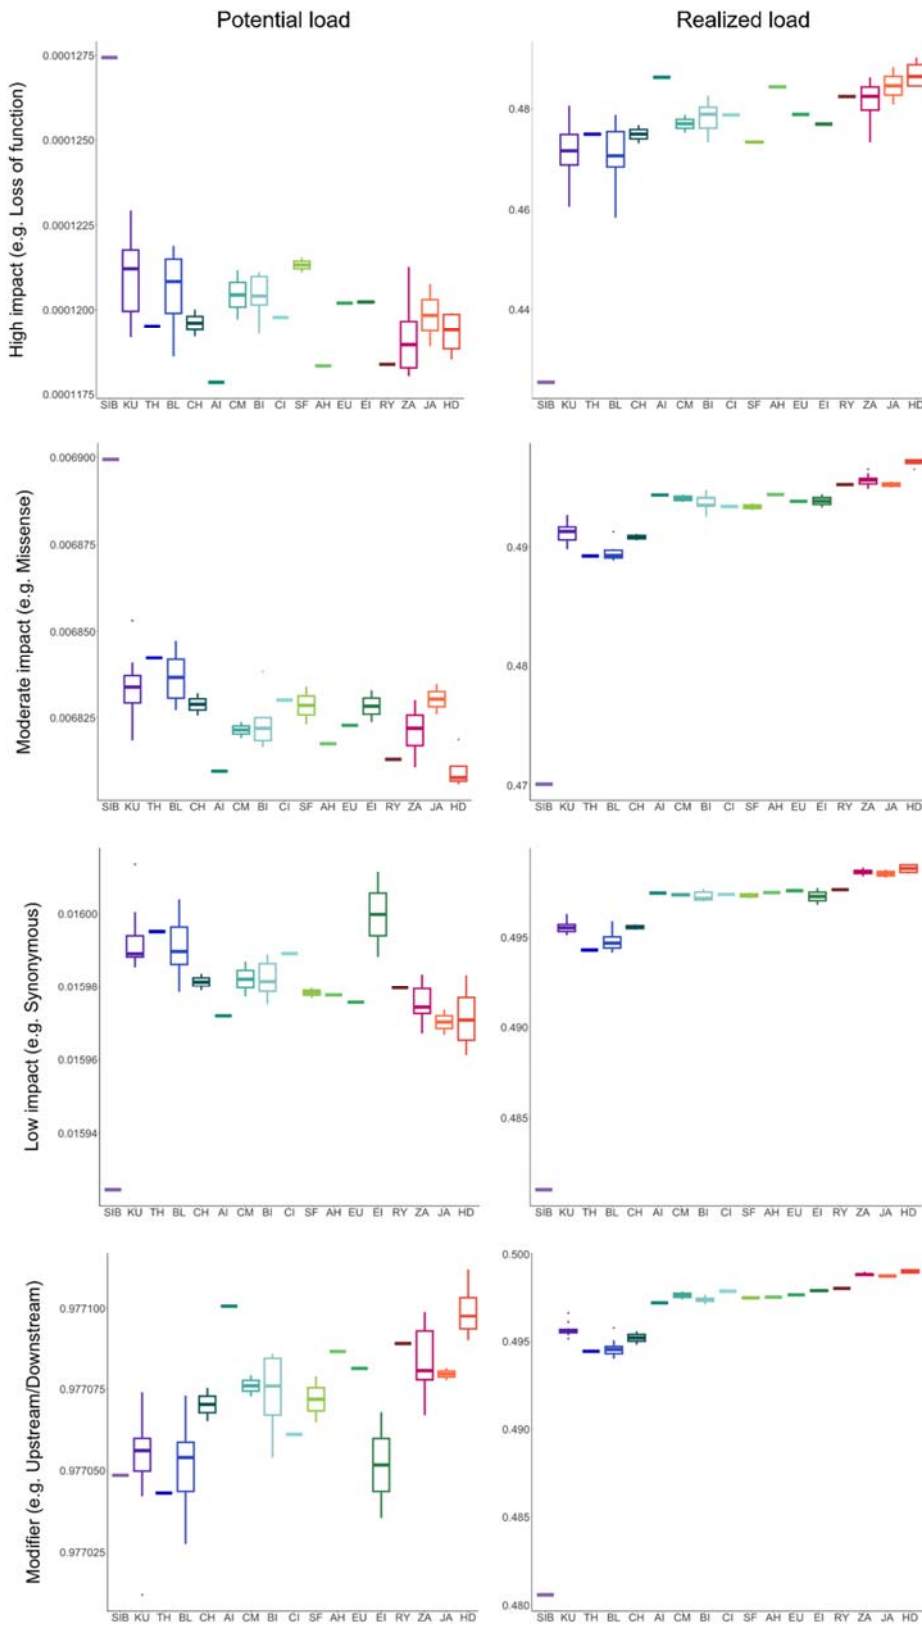 Potential load
Realized load
High impact (e.g. Loss of function)
0.0001275
0.0001250
0.0001225
0.0001200
0.0001175
SIB KU TH BL CH AI CM BI CI SF AH EU EI RY ZA JA HD
0.48
0.46
0.44
SIB KU TH BL CH AI CM BI CI SF AH EU EI RY ZA JA HD
Moderate impact (e.g. Missense)
0.006900
0.006875
0.006850
0.006825
SIB KU TH BL CH AI CM BI CI SF AH EU EI RY ZA JA HD
0.49
0.48
0.47
SIB KU TH BL CH AI CM BI CI SF AH EU EI RY ZA JA HD
Low impact (e.g. Synonymous)
0.01600
0.01598
0.01596
0.01594
SIB KU TH BL CH AI CM BI CI SF AH EU EI RY ZA JA HD
0.495
0.490
0.485
SIB KU TH BL CH AI CM BI CI SF AH EU EI RY ZA JA HD
Modifier (e.g. Upstream/Downstream)
0.977100
0.977075
0.977050
0.977025
SIB KU TH BL CH AI CM BI CI SF AH EU EI RY ZA JA HD
0.500
0.495
0.490
0.485
0.480
SIB KU TH BL CH AI CM BI CI SF AH EU EI RY ZA JA HD